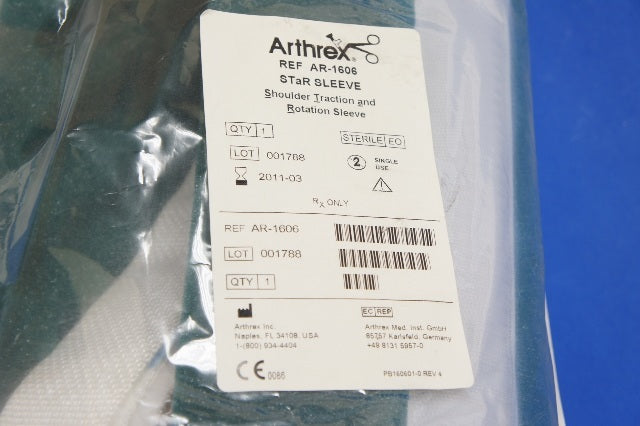 Arthrex®
REF AR-1606
STaR SLEEVE
Shoulder Traction and
Rotation Sleeve
QTY 1
STERILE EO
LOT 001788
2 SINGLE USE
2011-03
RX ONLY
REF AR-1606
LOT 001788
QTY 1
EC REP
Arthrex Inc.
Naples, FL 34108, USA
1-(800) 934-4404
Arthrex Med. Inst. GmbH
85757 Karlsfeld, Germany
+49 8131 5957-0
CE 0086
PB160601-0 REV 4